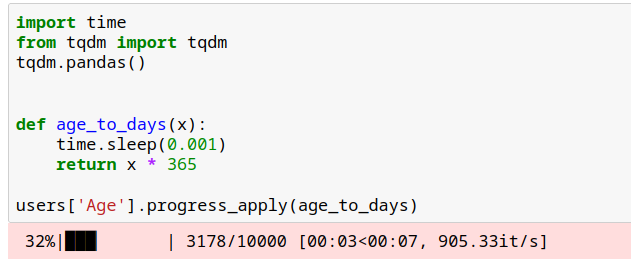 import time
from tqdm import tqdm
tqdm.pandas()
def age_to_days(x):
    time.sleep(0.001)
    return x * 365
users['Age'].progress_apply(age_to_days)
32%|███       | 3178/10000 [00:03<00:07, 905.33it/s]